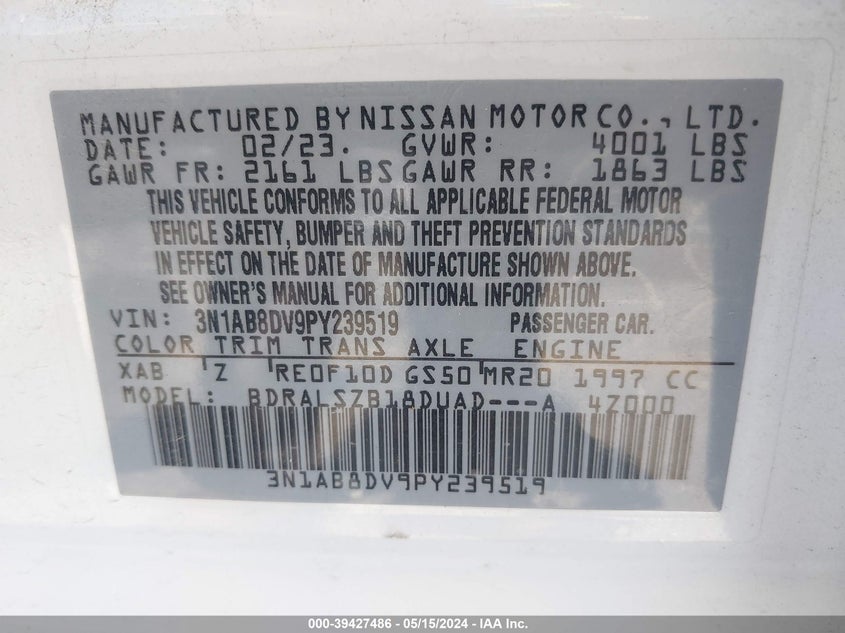 MANUFACTURED BY NISSAN MOTOR CO., LTD.
DATE: 02/23. GVWR: 4001 LBS
GAWR FR: 2161 LBS GAWR RR: 1863 LBS
THIS VEHICLE CONFORMS TO ALL APPLICABLE FEDERAL MOTOR
VEHICLE SAFETY, BUMPER AND THEFT PREVENTION STANDARDS
IN EFFECT ON THE DATE OF MANUFACTURE SHOWN ABOVE.
SEE OWNER'S MANUAL FOR ADDITIONAL INFORMATION.
VIN: 3N1AB8DV9PY239519 PASSENGER CAR.
COLOR TRIM TRANS AXLE ENGINE
XAB Z RE0F10D GS50 MR20 1997 CC
MODEL: BDRALSZB18DUAD---A 4Z000
3N1AB8DV9PY239519
000-39427486 - 05/15/2024 - IAA Inc.